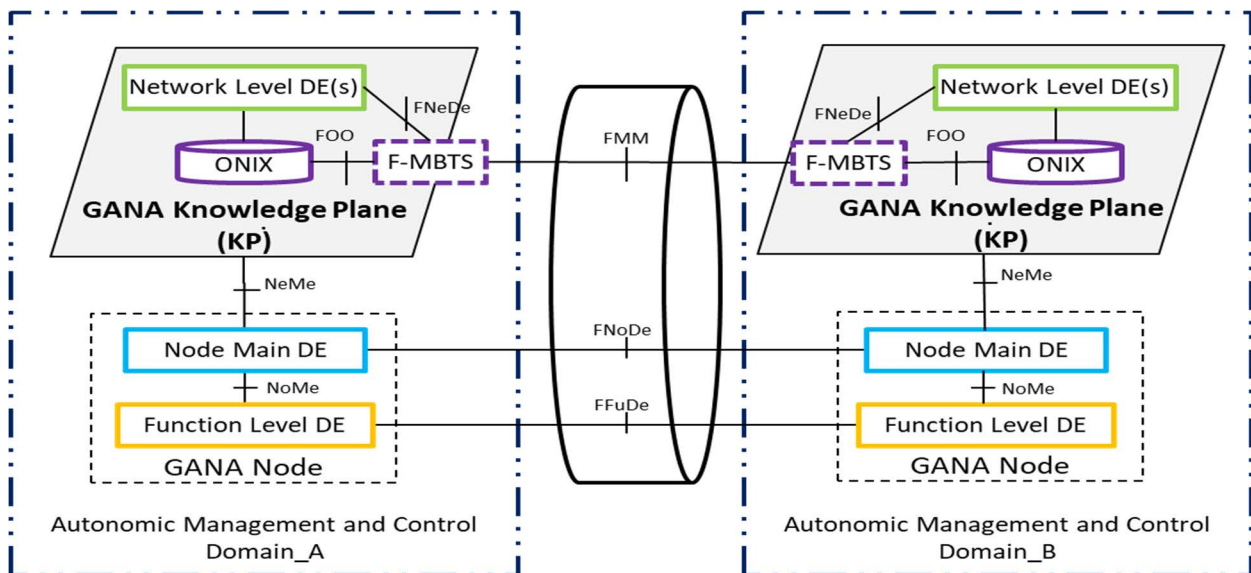 Network Level DE(s)
FNeDe
FOO
ONIX
F-MBTS
GANA Knowledge Plane
(KP)
NeMe
Node Main DE
NoMe
Function Level DE
GANA Node
Autonomic Management and Control
Domain_A
FMM
FNoDe
FFuDe
Network Level DE(s)
FNeDe
FOO
F-MBTS
ONIX
GANA Knowledge Plane
(KP)
NeMe
Node Main DE
NoMe
Function Level DE
GANA Node
Autonomic Management and Control
Domain_B